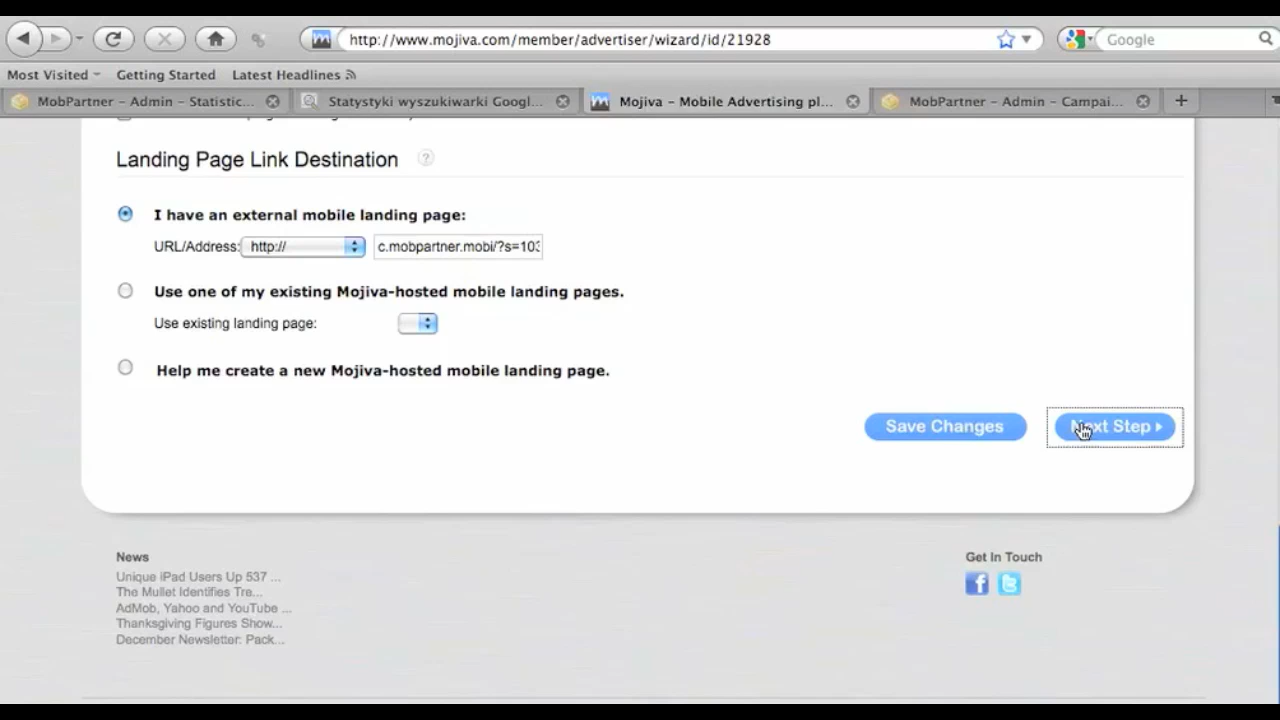 http://www.mojiva.com/member/advertiser/wizard/id/21928
Google
Most Visited
Getting Started
Latest Headlines
MobPartner – Admin – Statistic...
Statystyki wyszukiwarki Googl...
Mojiva – Mobile Advertising pl...
MobPartner – Admin – Campai...
Landing Page Link Destination
?
I have an external mobile landing page:
URL/Address: http:// c.mobpartner.mobi/?s=103
Use one of my existing Mojiva-hosted mobile landing pages.
Use existing landing page:
Help me create a new Mojiva-hosted mobile landing page.
Save Changes
Next Step
News
Get In Touch
Unique iPad Users Up 537 ...
The Mullet Identifies Tre...
AdMob, Yahoo and YouTube ...
Thanksgiving Figures Show...
December Newsletter: Pack...